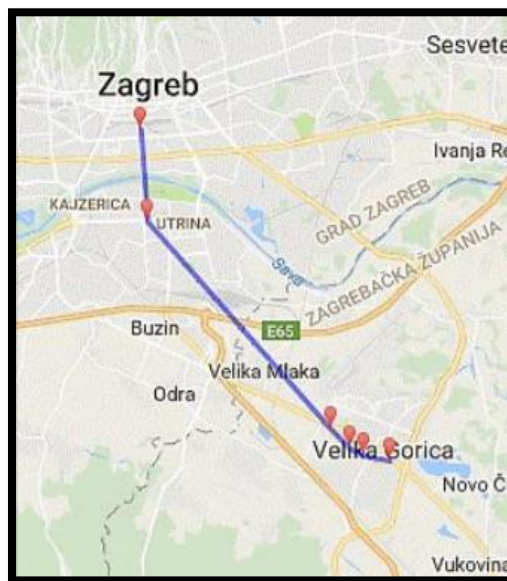 Sesvete
Zagreb
Ivanja Re
KAJZERICA
UTRINA
GRAD ZAGREB
ZAGREBAČKA ŽUPANIJA
Sava
E65
Buzin
Velika Mlaka
Odra
Velika Gorica
Novo Č
Vukovina